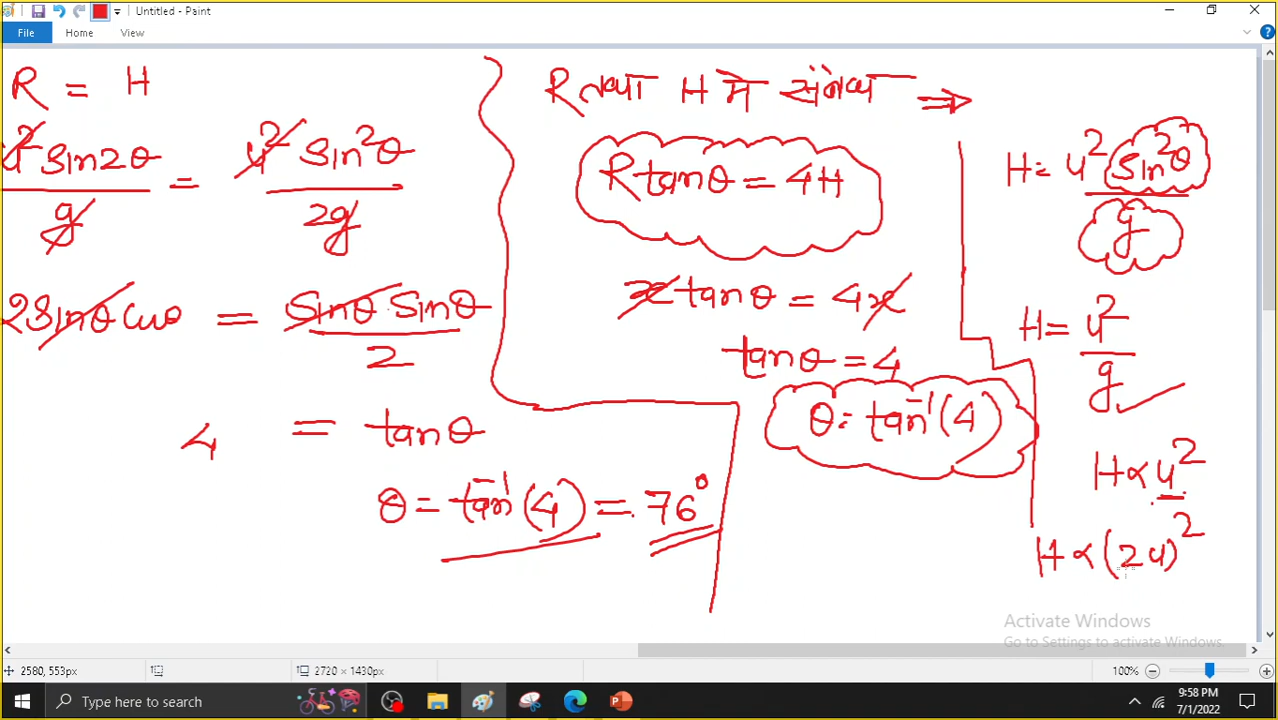 Untitled - Paint
File Home View
R = H
u² sin2θ / g = u² sin²θ / 2g
2 sinθ cosθ = sinθ sinθ / 2
4 = tanθ
θ = tan⁻¹(4) = 76°
R तथा H में संबंध ⇒
R tanθ = 4H
x tanθ = 4x
tanθ = 4
θ = tan⁻¹(4)
H = u² sin²θ / g
H = u² / g
H ∝ u²
H ∝ (2u)²
Activate Windows
Go to Settings to activate Windows.
2580, 553px
2720 × 1430px
100%
Type here to search
9:58 PM
7/1/2022